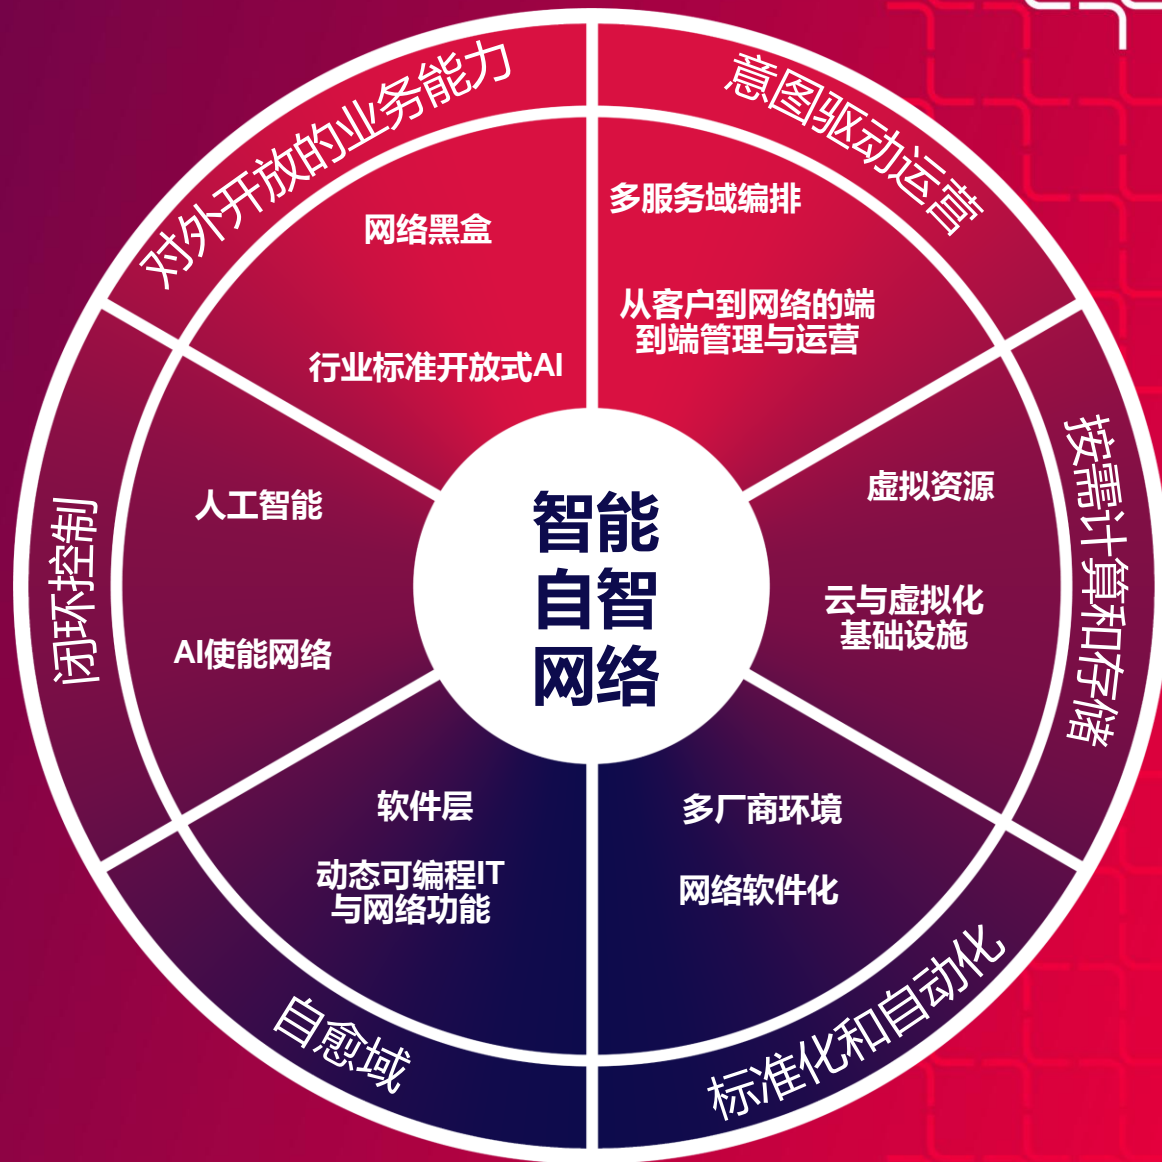 智能
自智
网络
对外开放的业务能力
网络黑盒
行业标准开放式AI
意图驱动运营
多服务域编排
从客户到网络的端
到端管理与运营
按需计算和存储
虚拟资源
云与虚拟化
基础设施
标准化和自动化
多厂商环境
网络软件化
自愈域
软件层
动态可编程IT
与网络功能
闭环控制
人工智能
AI使能网络